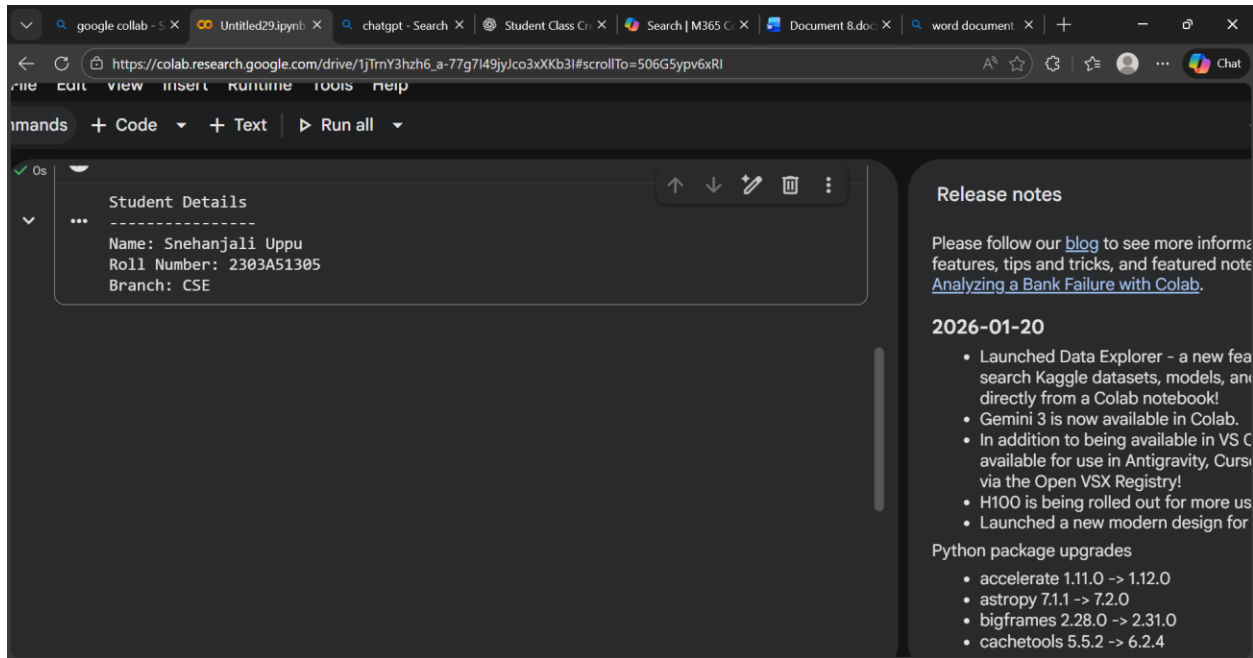 google collab - S
Untitled29.ipynb
chatgpt - Search
Student Class Cre
Search | M365 Co
Document 8.doc
word document
https://colab.research.google.com/drive/1jTrnY3hzh6_a-77g7I49jyJco3xXKb3I#scrollTo=506G5ypv6xRI
Chat
File Edit View Insert Runtime Tools Help
mmands + Code + Text Run all
0s
Student Details
----------------
Name: Snehanjali Uppu
Roll Number: 2303A51305
Branch: CSE
Release notes
Please follow our blog to see more informa
features, tips and tricks, and featured note
Analyzing a Bank Failure with Colab.
2026-01-20
• Launched Data Explorer - a new fea
search Kaggle datasets, models, an
directly from a Colab notebook!
• Gemini 3 is now available in Colab.
• In addition to being available in VS C
available for use in Antigravity, Curs
via the Open VSX Registry!
• H100 is being rolled out for more us
• Launched a new modern design for
Python package upgrades
• accelerate 1.11.0 -> 1.12.0
• astropy 7.1.1 -> 7.2.0
• bigframes 2.28.0 -> 2.31.0
• cachetools 5.5.2 -> 6.2.4